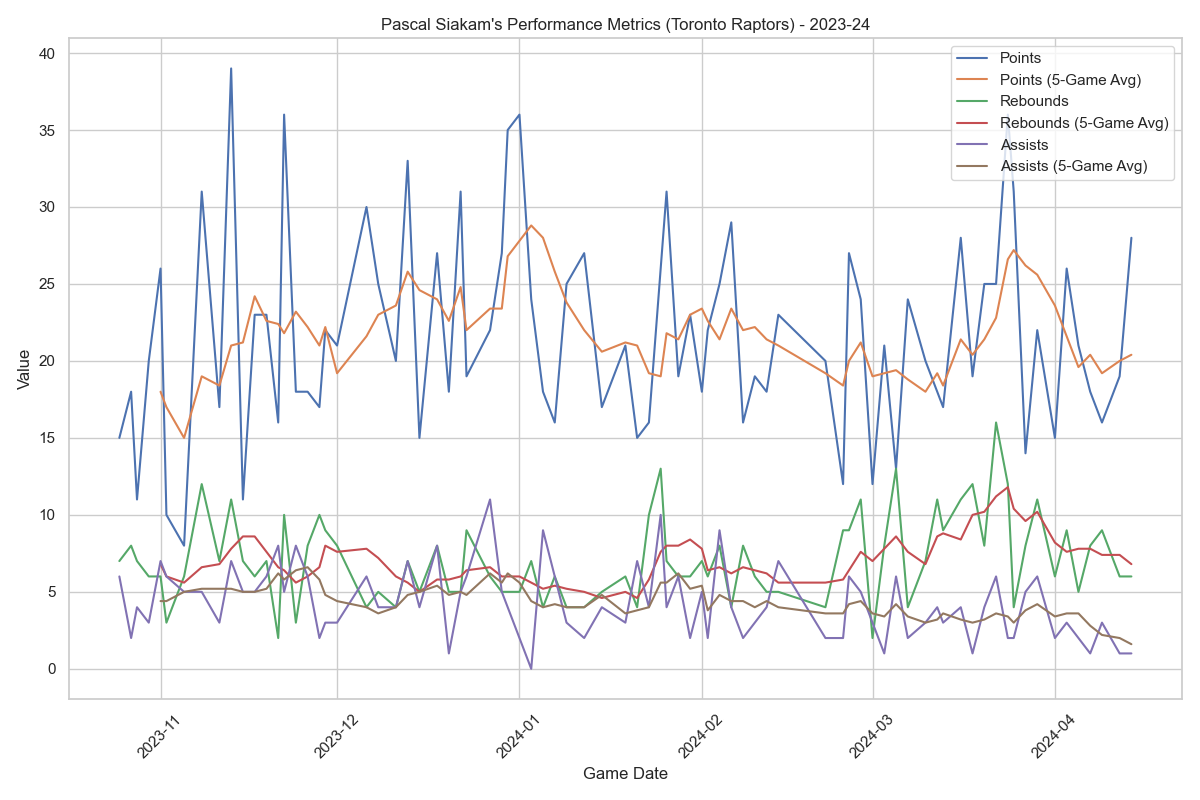 Pascal Siakam's Performance Metrics (Toronto Raptors) - 2023-24
Points
Points (5-Game Avg)
Rebounds
Rebounds (5-Game Avg)
Assists
Assists (5-Game Avg)
Value
40
35
30
25
20
15
10
5
0
2023-11
2023-12
2024-01
2024-02
2024-03
2024-04
Game Date